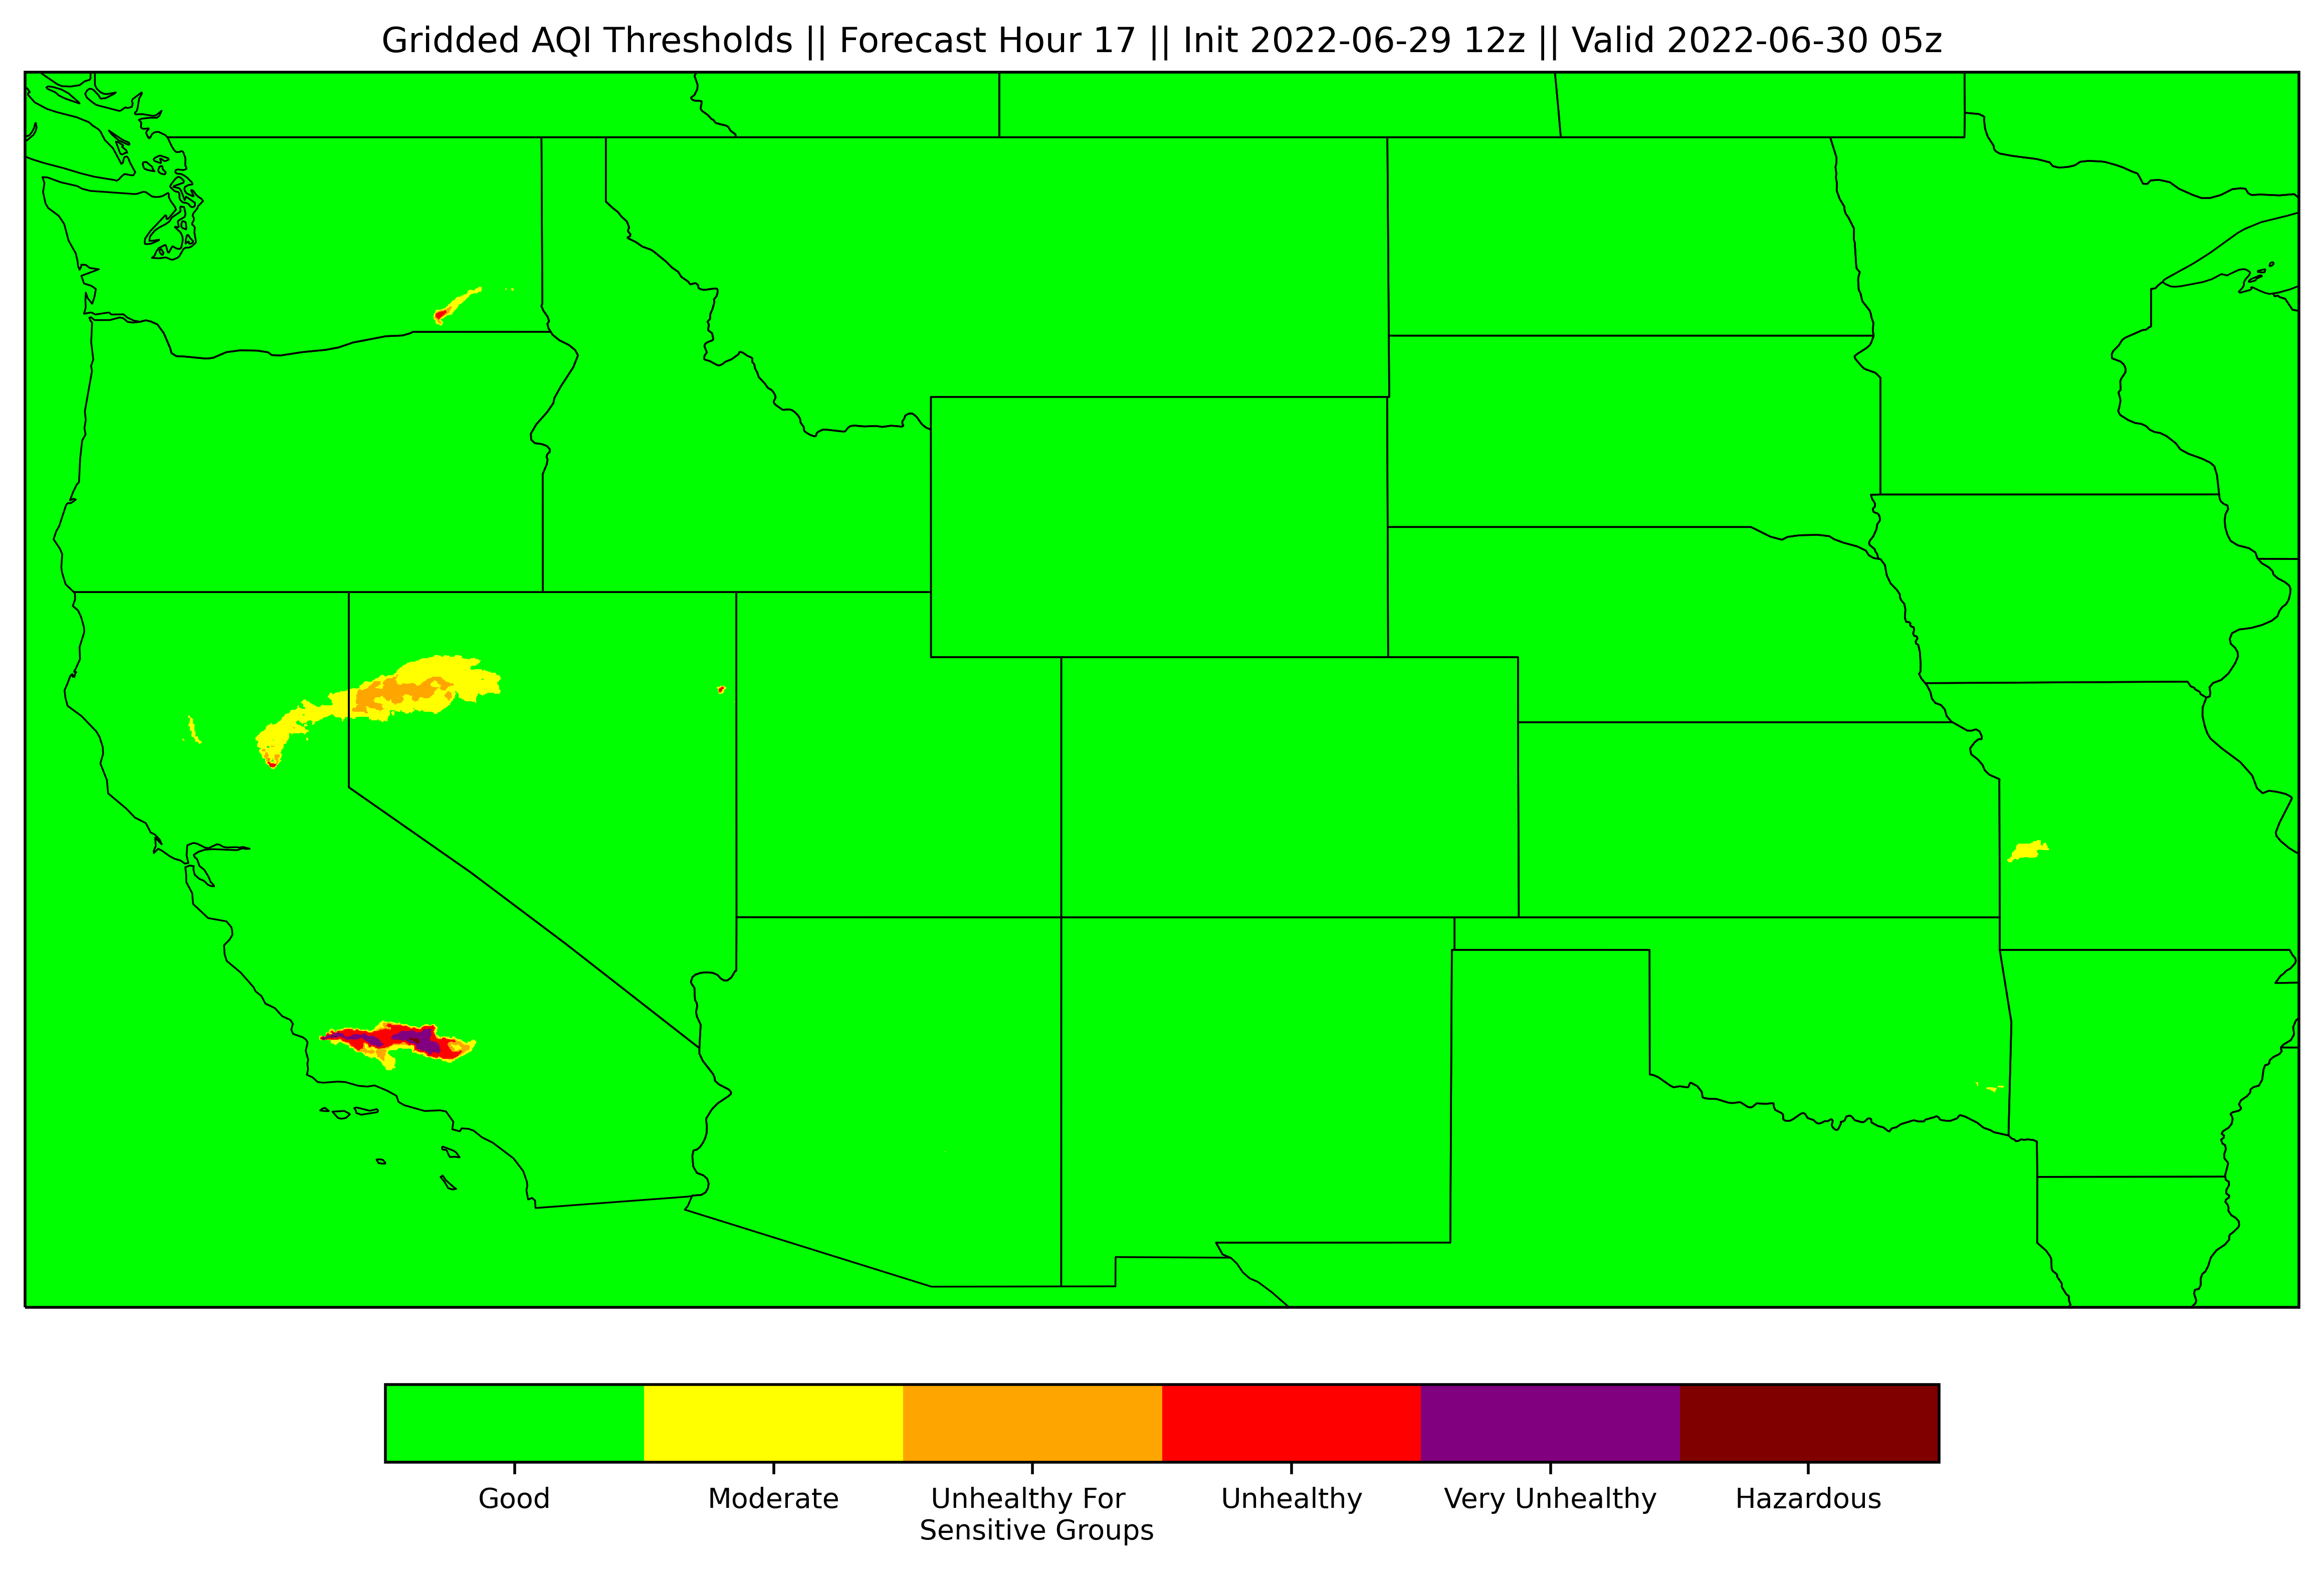 Gridded AQI Thresholds || Forecast Hour 17 || Init 2022-06-29 12z || Valid 2022-06-30 05z
Good
Moderate
Unhealthy For
Sensitive Groups
Unhealthy
Very Unhealthy
Hazardous